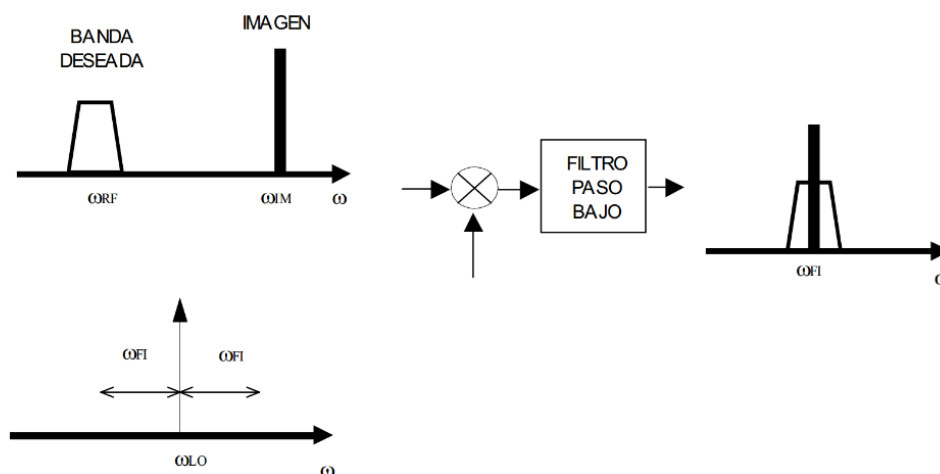 IMAGEN
BANDA
DESEADA
ωRF
ωIM
ω
FILTRO
PASO
BAJO
ωFI
ωFI
ωFI
ωLO
ω